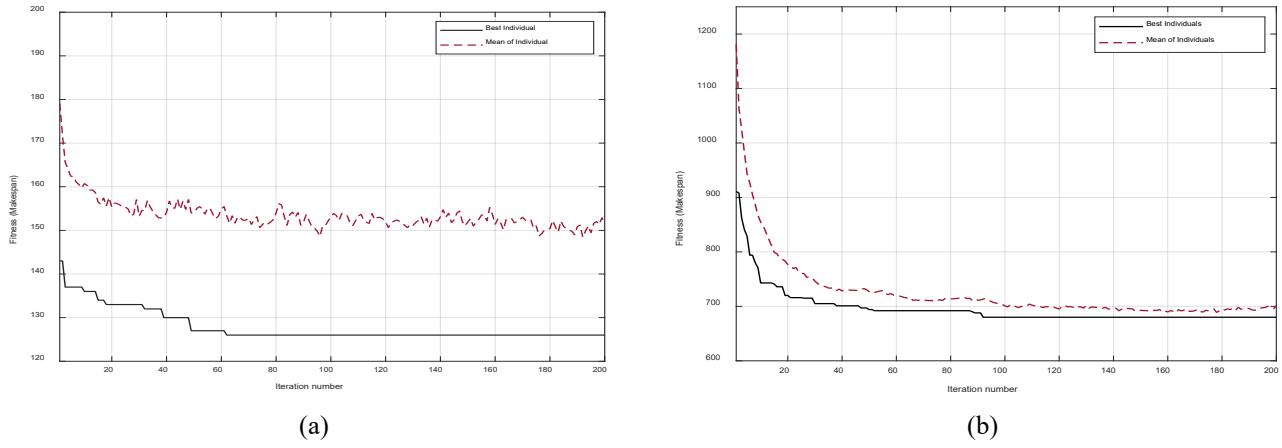 200
190
180
170
160
150
140
130
120
Fitness (Makespan)
Best Individual
Mean of Individual
20 40 60 80 100 120 140 160 180 200
Iteration number
(a)
1200
1100
1000
900
800
700
600
Fitness (Makespan)
Best Individuals
Mean of Individuals
20 40 60 80 100 120 140 160 180 200
Iteration number
(b)